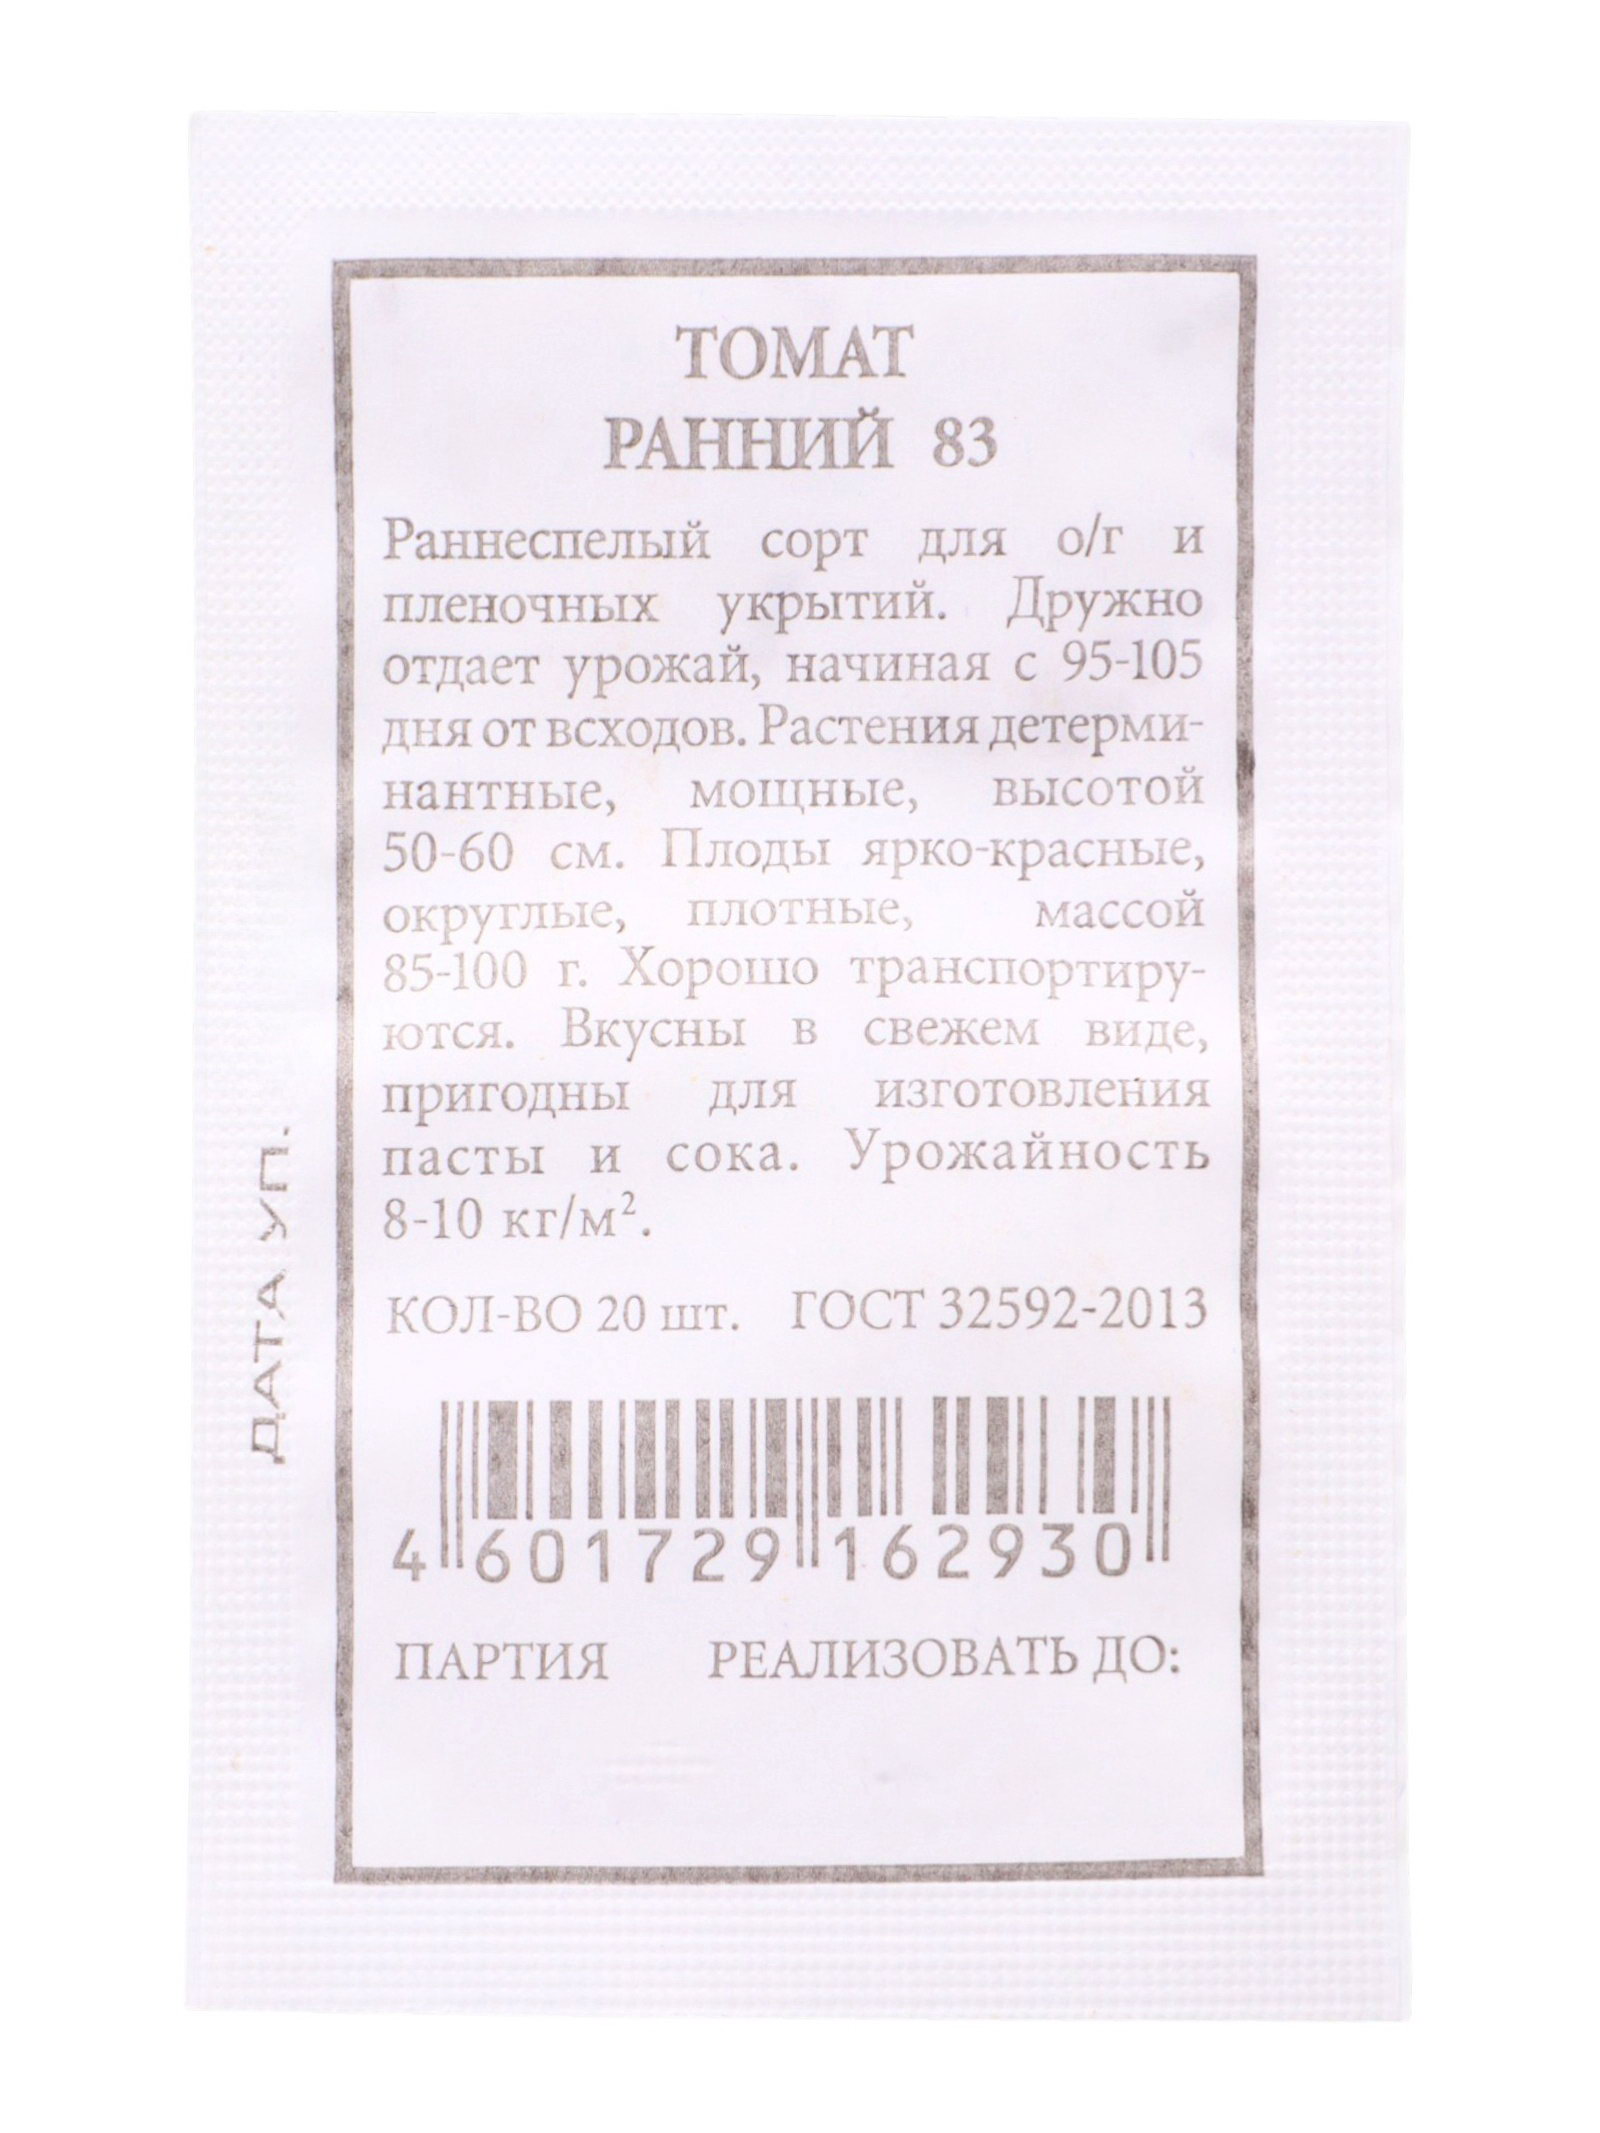 ТОМАТ
РАННИЙ 83
Раннеспелый сорт для о/г и
пленочных укрытий. Дружно
отдает урожай, начиная с 95-105
дня от всходов. Растения детерми-
нантные, мощные, высотой
50-60 см. Плоды ярко-красные,
округлые, плотные, массой
85-100 г. Хорошо транспортиру-
ются. Вкусны в свежем виде,
пригодны для изготовления
пасты и сока. Урожайность
8-10 кг/м².
КОЛ-ВО 20 шт. ГОСТ 32592-2013
4 601729 162930
ПАРТИЯ РЕАЛИЗОВАТЬ ДО:
ДАТА УП.